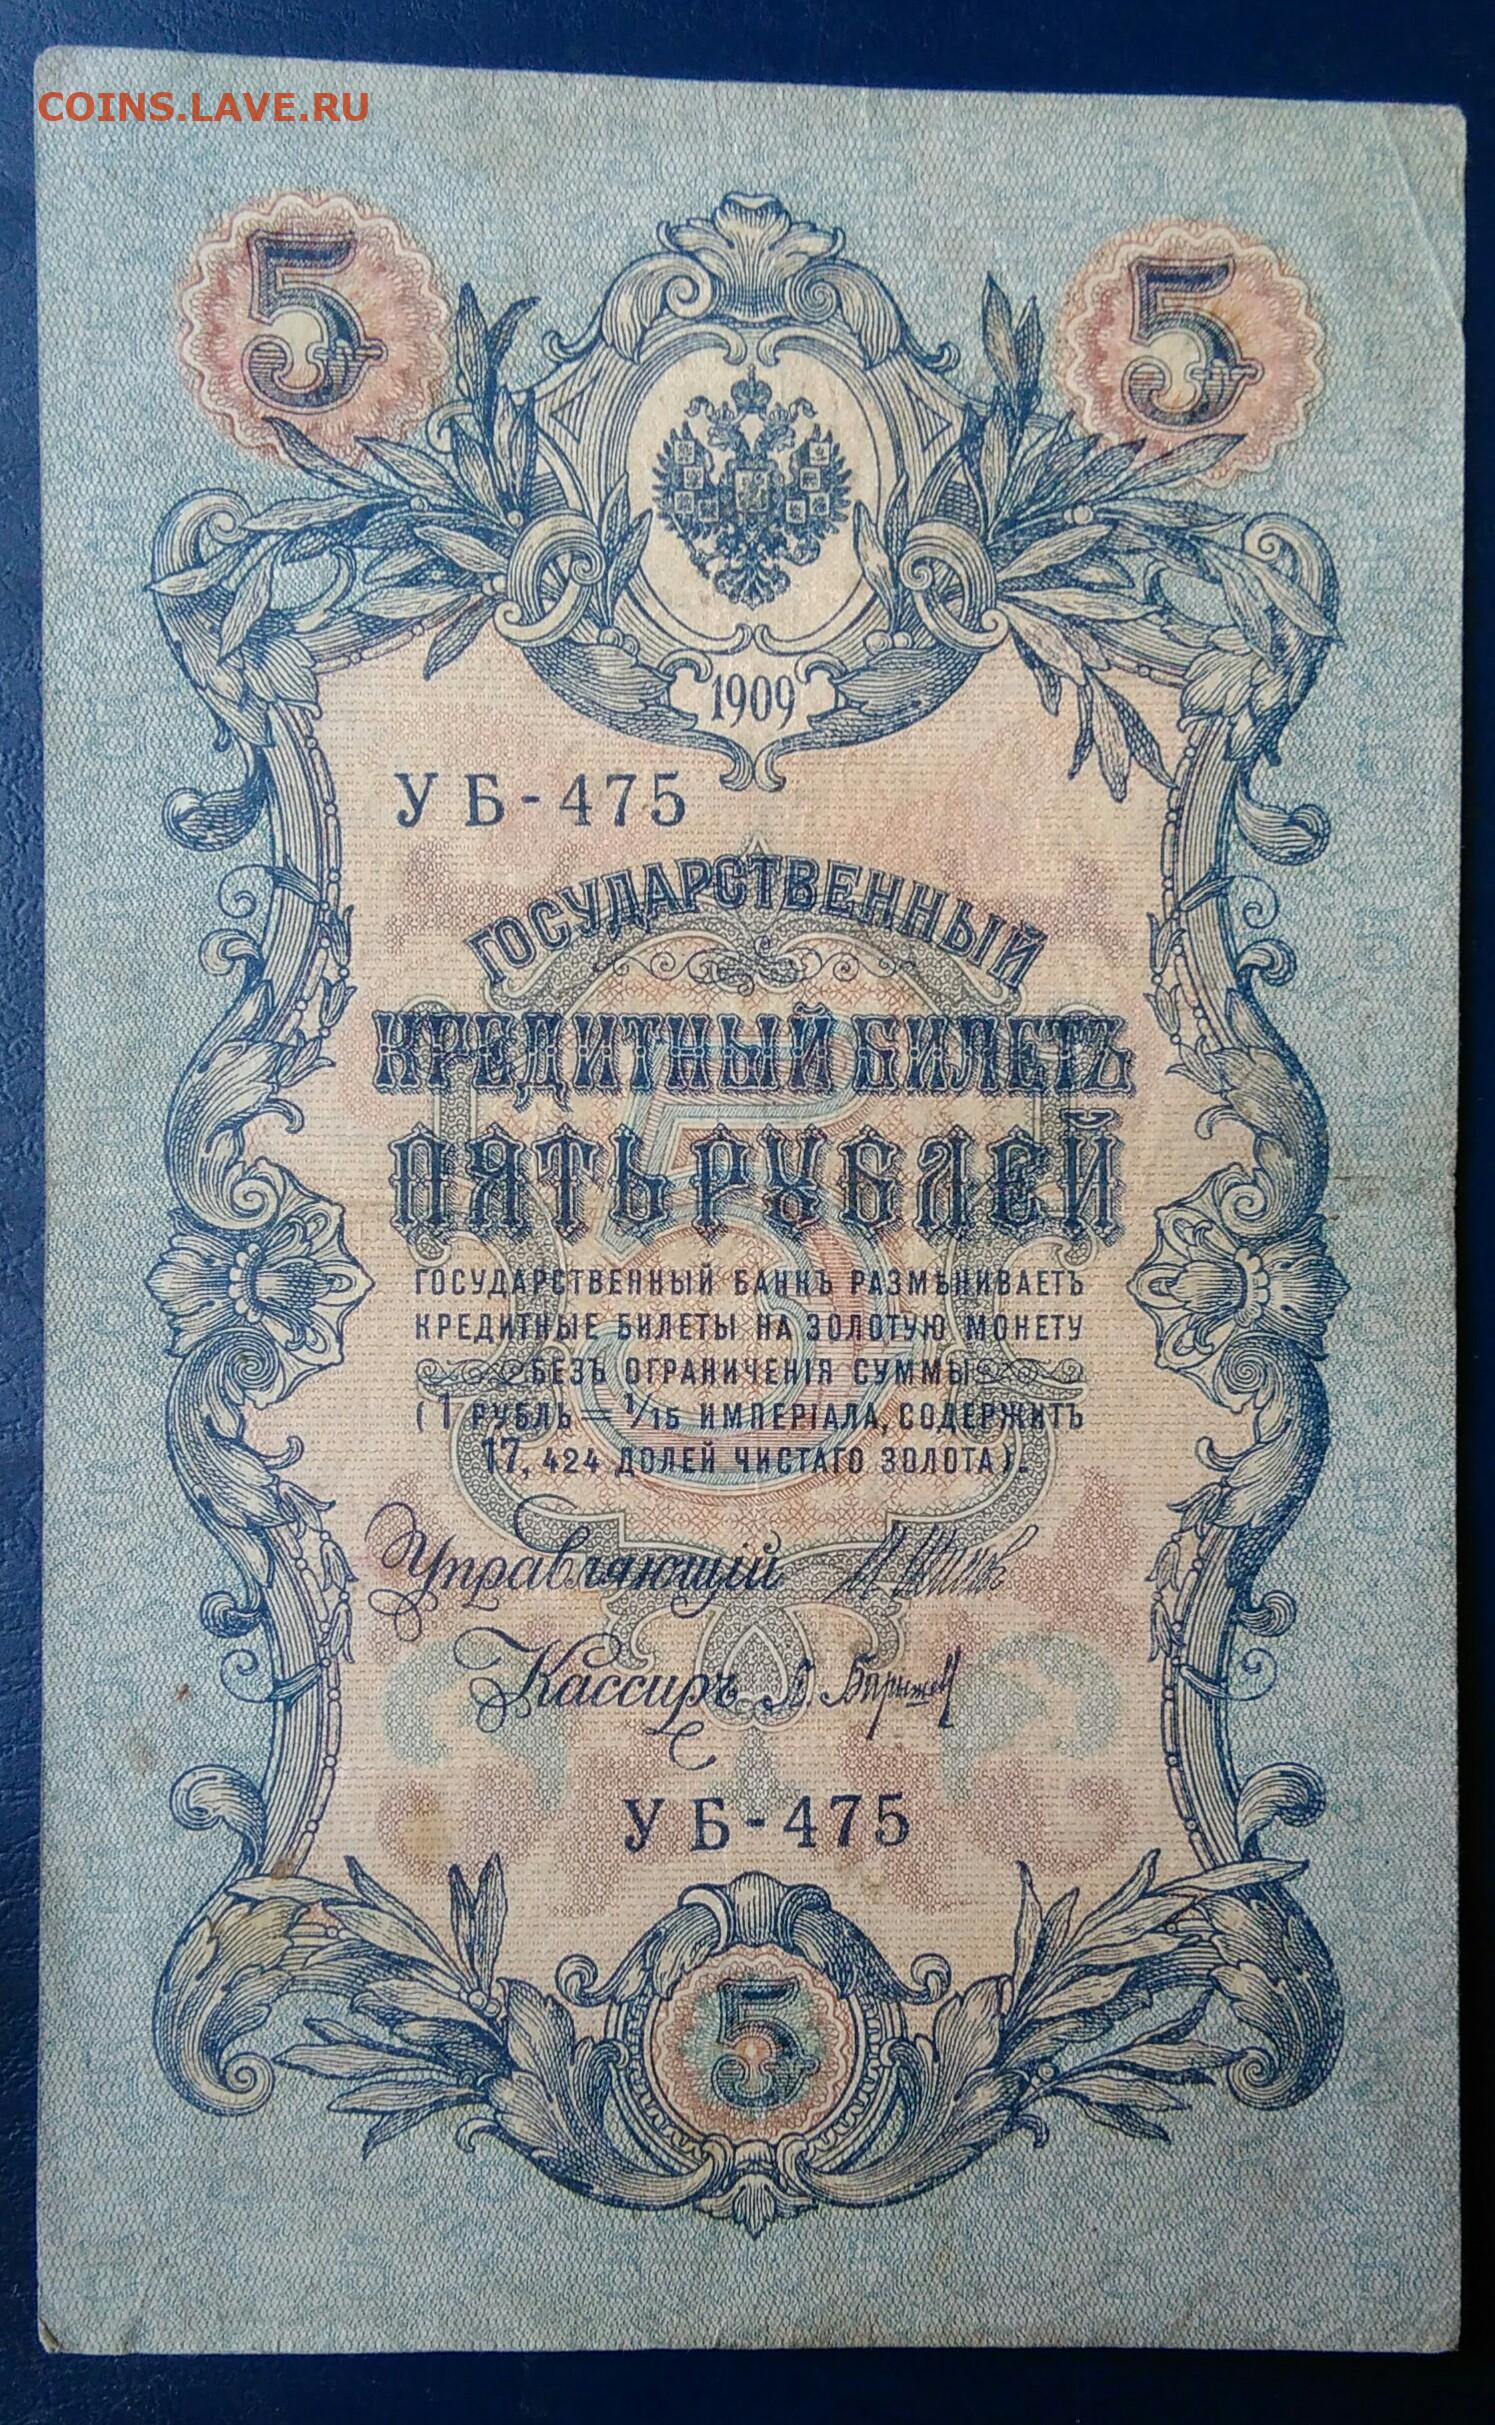 COINS.LAVE.RU
5 5
1909
УБ-475
ГОСУДАРСТВЕННЫЙ
КРЕДИТНЫЙ БИЛЕТЪ
ПЯТЬ РУБЛЕЙ
ГОСУДАРСТВЕННЫЙ БАНКЪ РАЗМѢНИВАЕТЪ
КРЕДИТНЫЕ БИЛЕТЫ НА ЗОЛОТУЮ МОНЕТУ
БЕЗЪ ОГРАНИЧЕНІЯ СУММЫ
(1 РУБЛЬ = 1/15 ИМПЕРІАЛА, СОДЕРЖИТЪ
17, 424 ДОЛЕЙ ЧИСТАГО ЗОЛОТА).
Управляющій И Шипов
Кассиръ Барышев
УБ-475
5